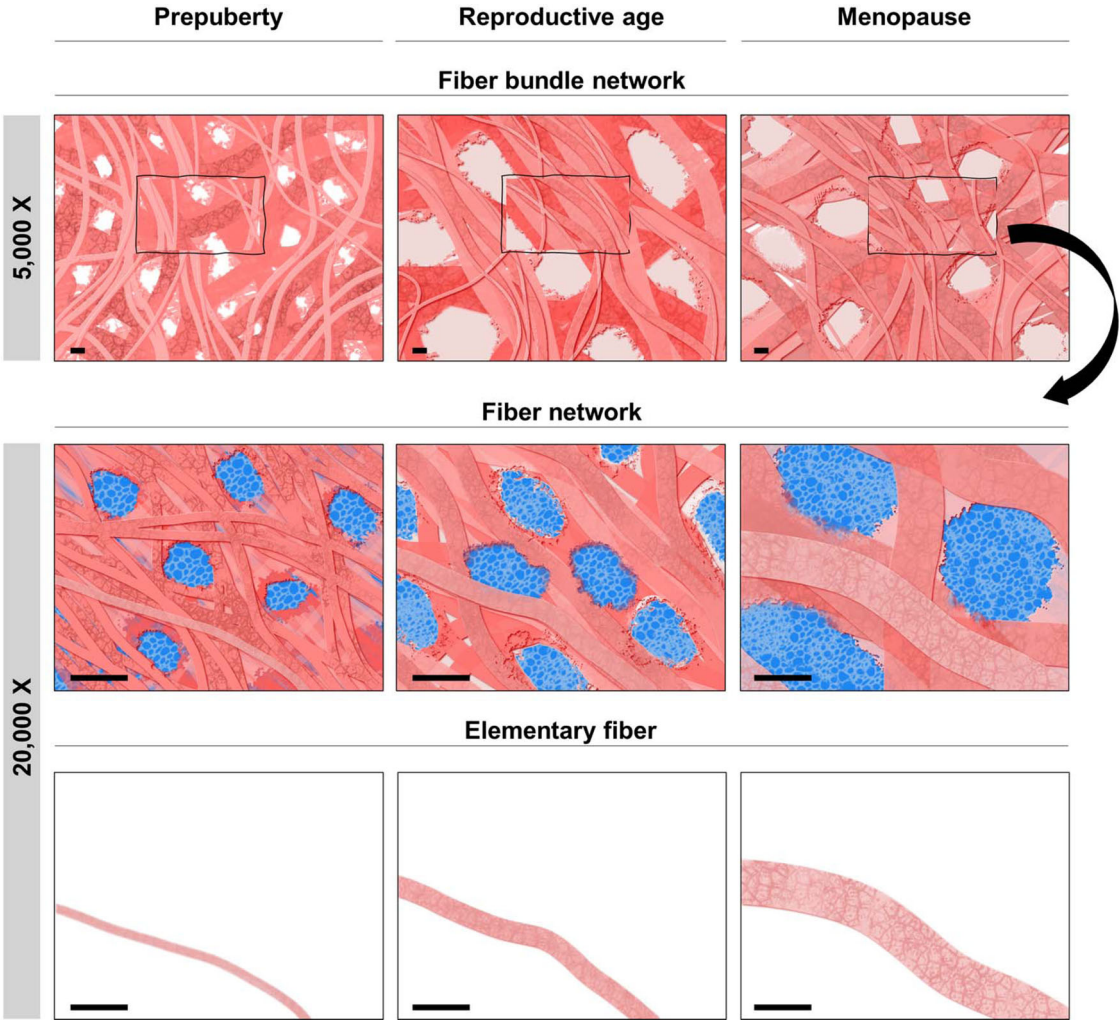 Prepuberty
Reproductive age
Menopause
Fiber bundle network
5,000 X
Fiber network
20,000 X
Elementary fiber